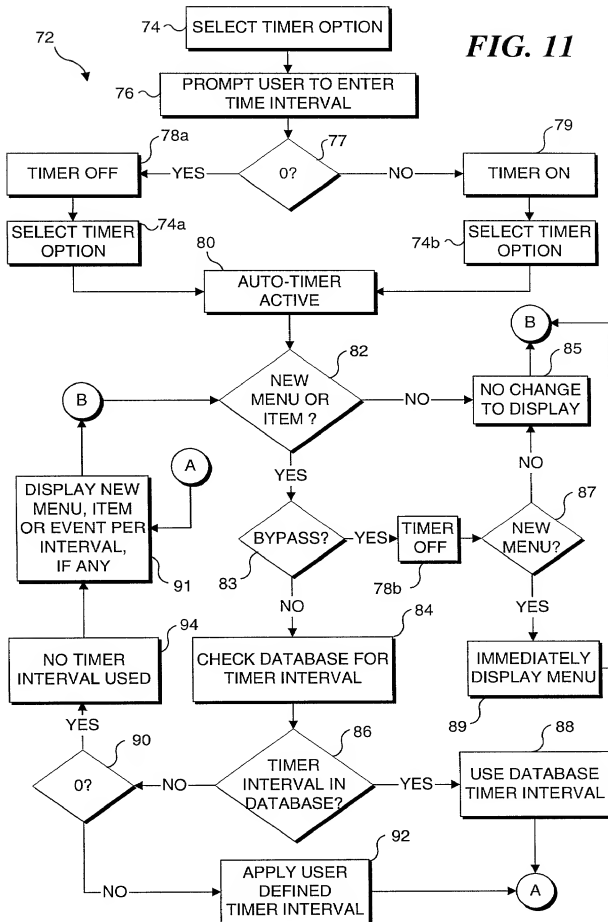 FIG. 11
72
74
SELECT TIMER OPTION
76
PROMPT USER TO ENTER
TIME INTERVAL
78a
77
79
TIMER OFF
YES
0?
NO
TIMER ON
74a
SELECT TIMER
OPTION
74b
SELECT TIMER
OPTION
80
AUTO-TIMER
ACTIVE
B
82
85
B
NEW
MENU OR
ITEM ?
NO
NO CHANGE
TO DISPLAY
A
YES
NO
DISPLAY NEW
MENU, ITEM
OR EVENT PER
INTERVAL,
IF ANY
91
BYPASS?
83
YES
TIMER
OFF
78b
NEW
MENU?
87
NO
84
YES
94
NO TIMER
INTERVAL USED
CHECK DATABASE FOR
TIMER INTERVAL
IMMEDIATELY
DISPLAY MENU
89
YES
90
86
88
0?
NO
TIMER
INTERVAL IN
DATABASE?
YES
USE DATABASE
TIMER INTERVAL
92
NO
APPLY USER
DEFINED
TIMER INTERVAL
A